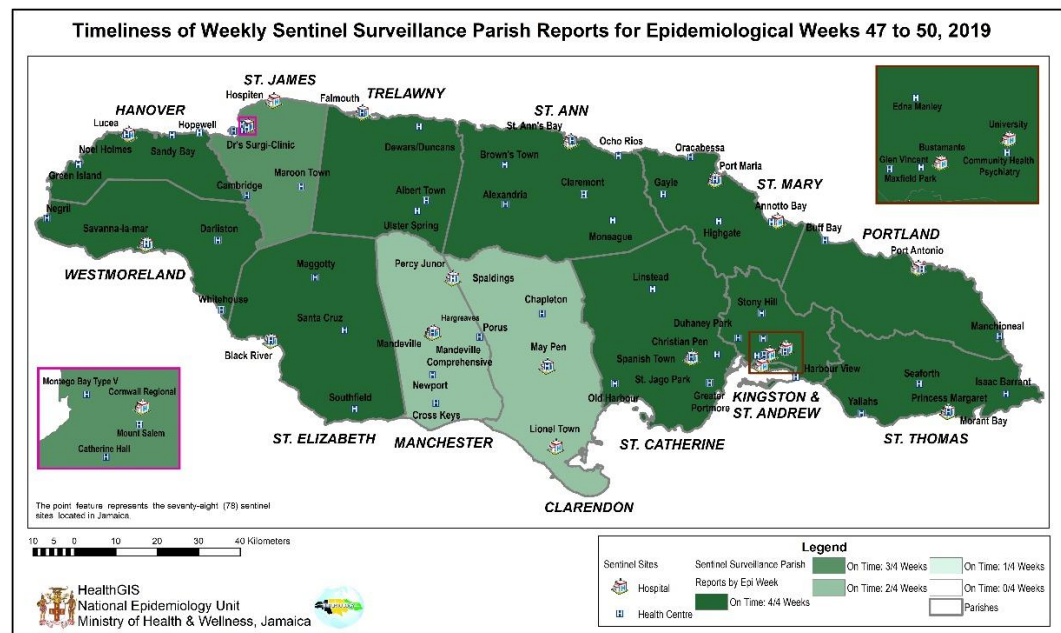 Timeliness of Weekly Sentinel Surveillance Parish Reports for Epidemiological Weeks 47 to 50, 2019
ST. JAMES
Hospiten
TRELAWNY
Falmouth
HANOVER
Lucea
Hopewell
Noel Holmes
Sandy Bay
Green Island
Dr's Surgi-Clinic
Cambridge
Maroon Town
Dewars/Duncans
Albert Town
Ulster Spring
ST. ANN
St. Ann's Bay
Ocho Rios
Brown's Town
Alexandria
Claremont
Moneague
Oracabessa
Port Maria
Gayle
ST. MARY
Annotto Bay
Highgate
Buff Bay
PORTLAND
Port Antonio
Manchioneal
Edna Manley
University
Bustamante
Glen Vincent
Community Health
Psychiatry
Maxfield Park
Negril
Savanna-la-mar
Darliston
WESTMORELAND
Whitehouse
Maggotty
Santa Cruz
Black River
Southfield
ST. ELIZABETH
Percy Junor
Spaldings
Hargreaves
Mandeville
Porus
Mandeville
Comprehensive
Newport
Cross Keys
MANCHESTER
Chapleton
May Pen
Lionel Town
CLARENDON
Linstead
Stony Hill
Duhaney Park
Christian Pen
Spanish Town
St. Jago Park
Old Harbour
Greater
Portmore
ST. CATHERINE
Harbour View
KINGSTON &
ST. ANDREW
Seaforth
Isaac Barrant
Yallahs
Princess Margaret
Morant Bay
ST. THOMAS
Montego Bay Type V
Cornwall Regional
Mount Salem
Catherine Hall
The point feature represents the seventy-eight (78) sentinel
sites located in Jamaica.
10 5 0 10 20 30 40 Kilometers
HealthGIS
National Epidemiology Unit
Ministry of Health & Wellness, Jamaica
Legend
Sentinel Sites
Hospital
Health Centre
Sentinel Surveillance Parish
Reports by Epi Week
On Time: 4/4 Weeks
On Time: 3/4 Weeks
On Time: 2/4 Weeks
On Time: 1/4 Weeks
On Time: 0/4 Weeks
Parishes